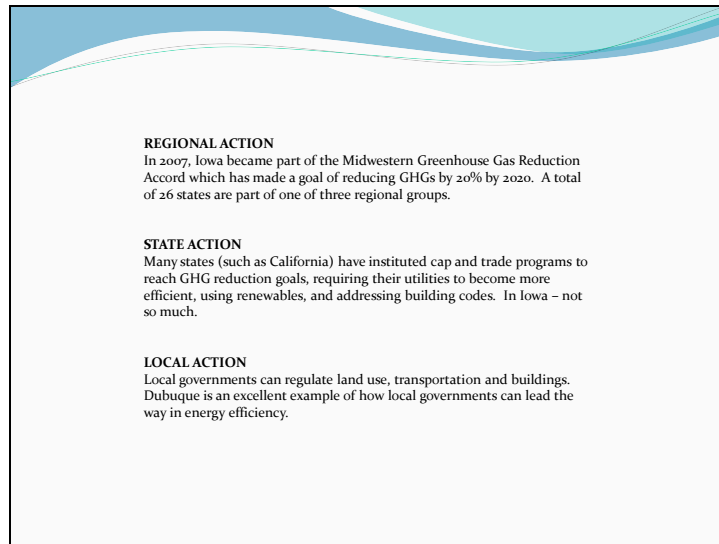 REGIONAL ACTION
In 2007, Iowa became part of the Midwestern Greenhouse Gas Reduction
Accord which has made a goal of reducing GHGs by 20% by 2020.  A total
of 26 states are part of one of three regional groups.
STATE ACTION
Many states (such as California) have instituted cap and trade programs to
reach GHG reduction goals, requiring their utilities to become more
efficient, using renewables, and addressing building codes.  In Iowa – not
so much.
LOCAL ACTION
Local governments can regulate land use, transportation and buildings.
Dubuque is an excellent example of how local governments can lead the
way in energy efficiency.